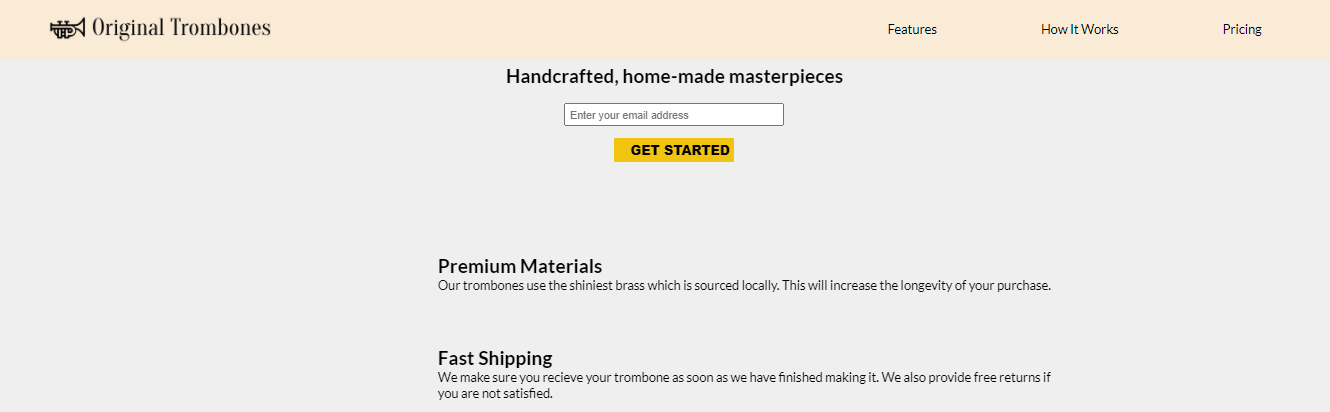 Original Trombones
Features
How It Works
Pricing
Handcrafted, home-made masterpieces
Enter your email address
GET STARTED
Premium Materials
Our trombones use the shiniest brass which is sourced locally. This will increase the longevity of your purchase.
Fast Shipping
We make sure you recieve your trombone as soon as we have finished making it. We also provide free returns if
you are not satisfied.